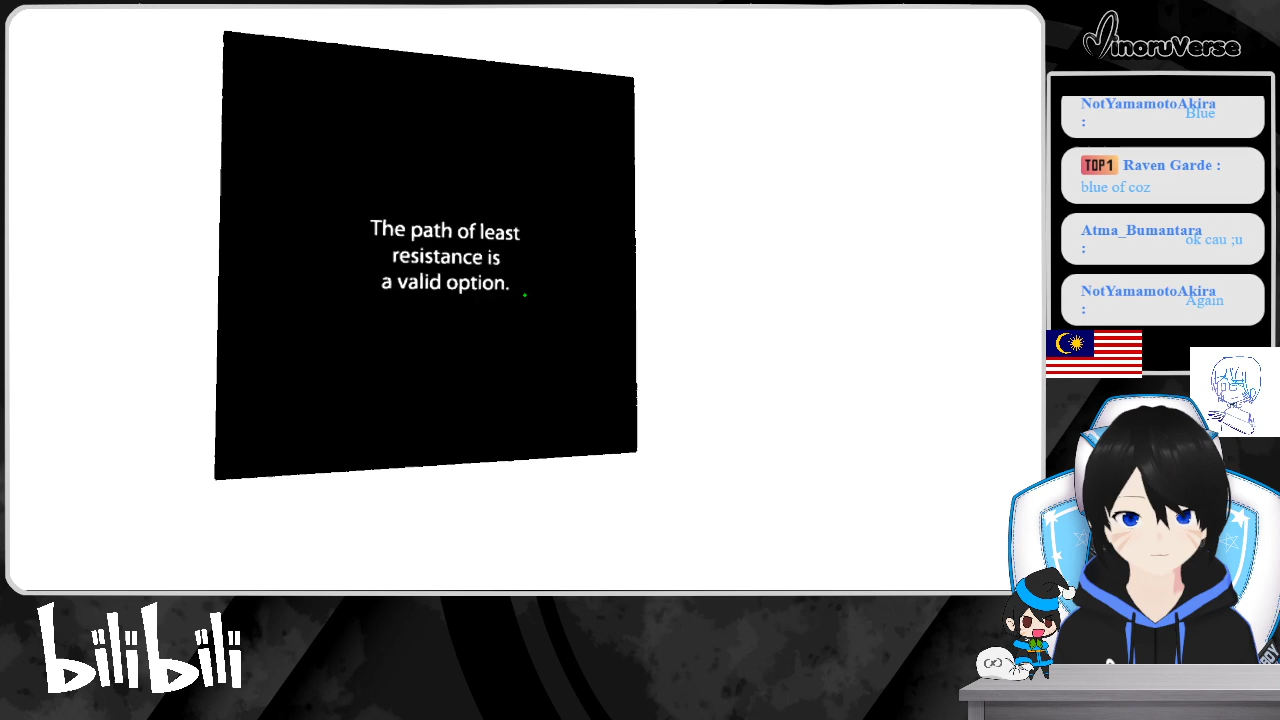 The path of least
resistance is
a valid option.
MinoruVerse
NotYamamotoAkira
: Blue
TOP1 Raven Garde :
blue of coz
Atma_Bumantara
: ok cau ;u
NotYamamotoAkira
: Again
bilibili
BOY